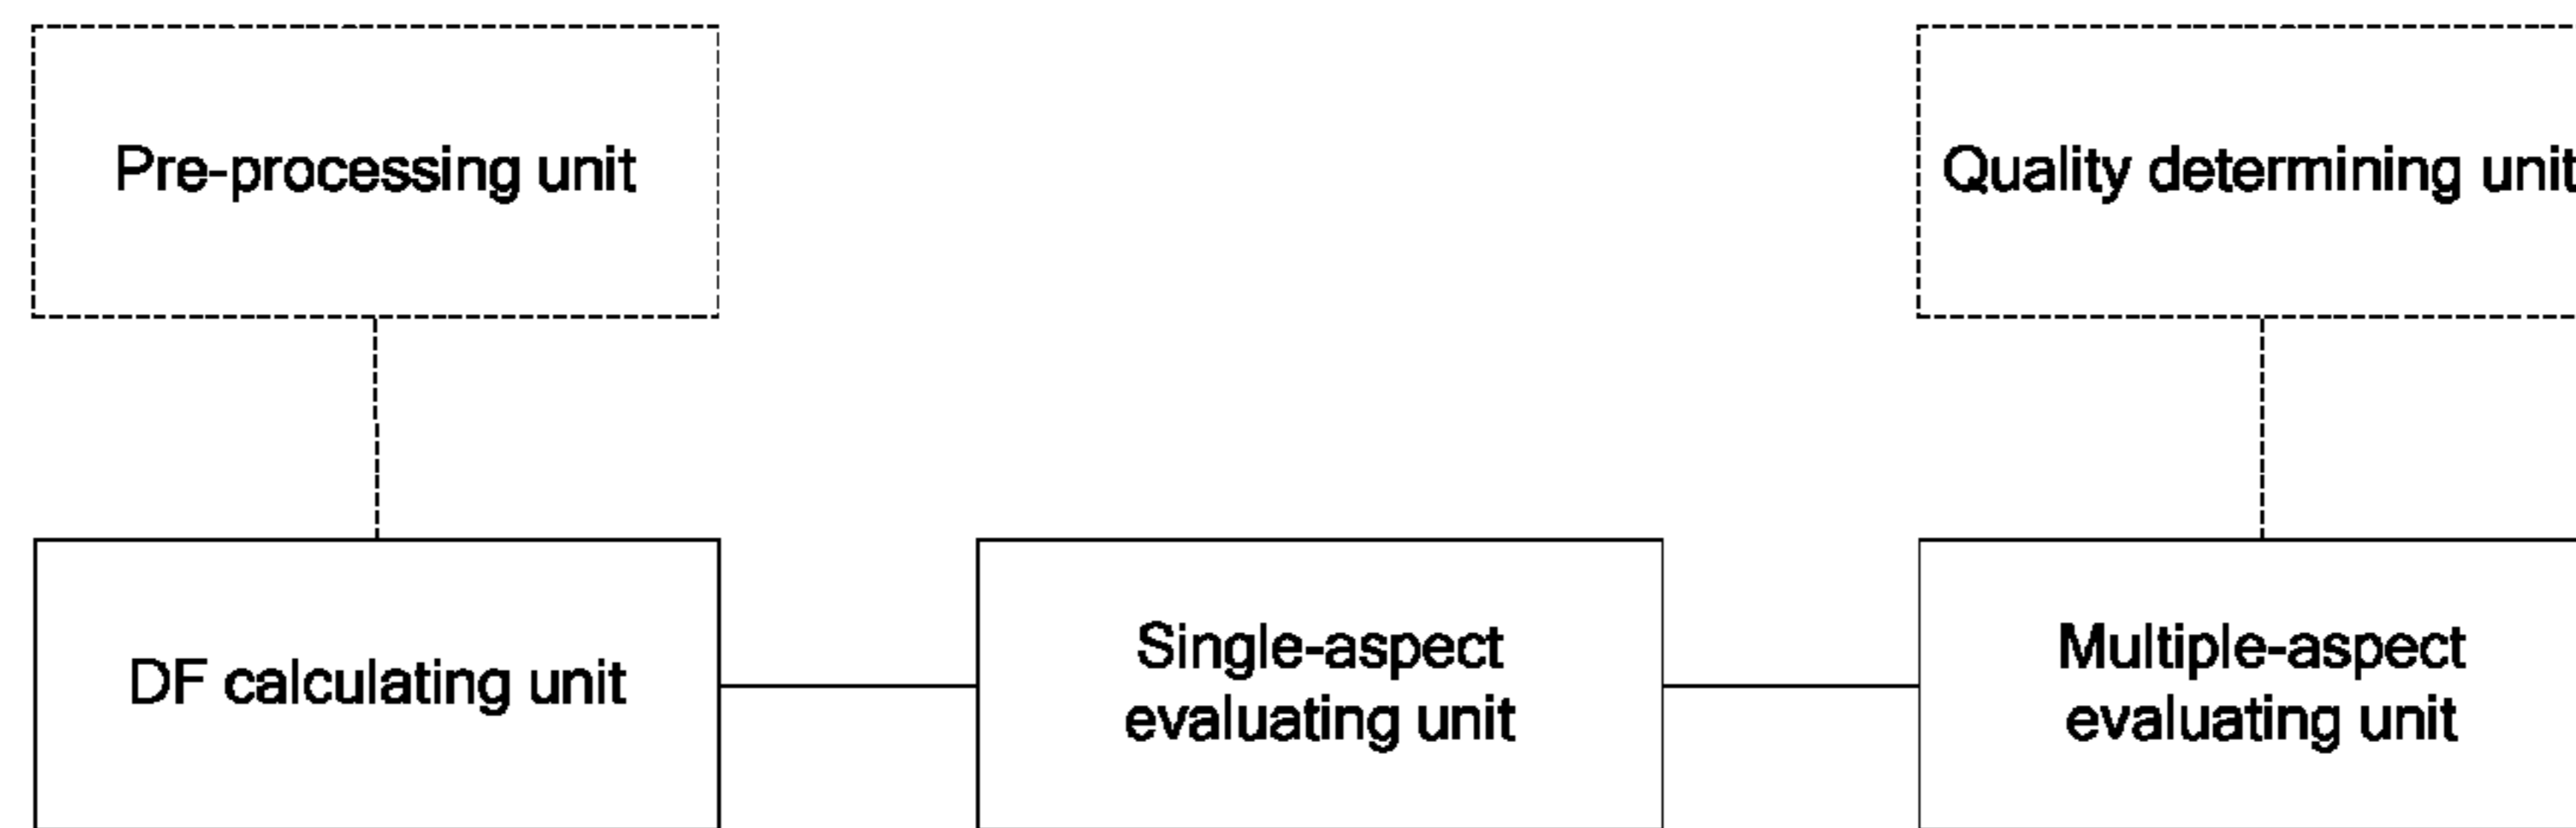 Pre-processing unit
Quality determining unit
DF calculating unit
Single-aspect
evaluating unit
Multiple-aspect
evaluating unit